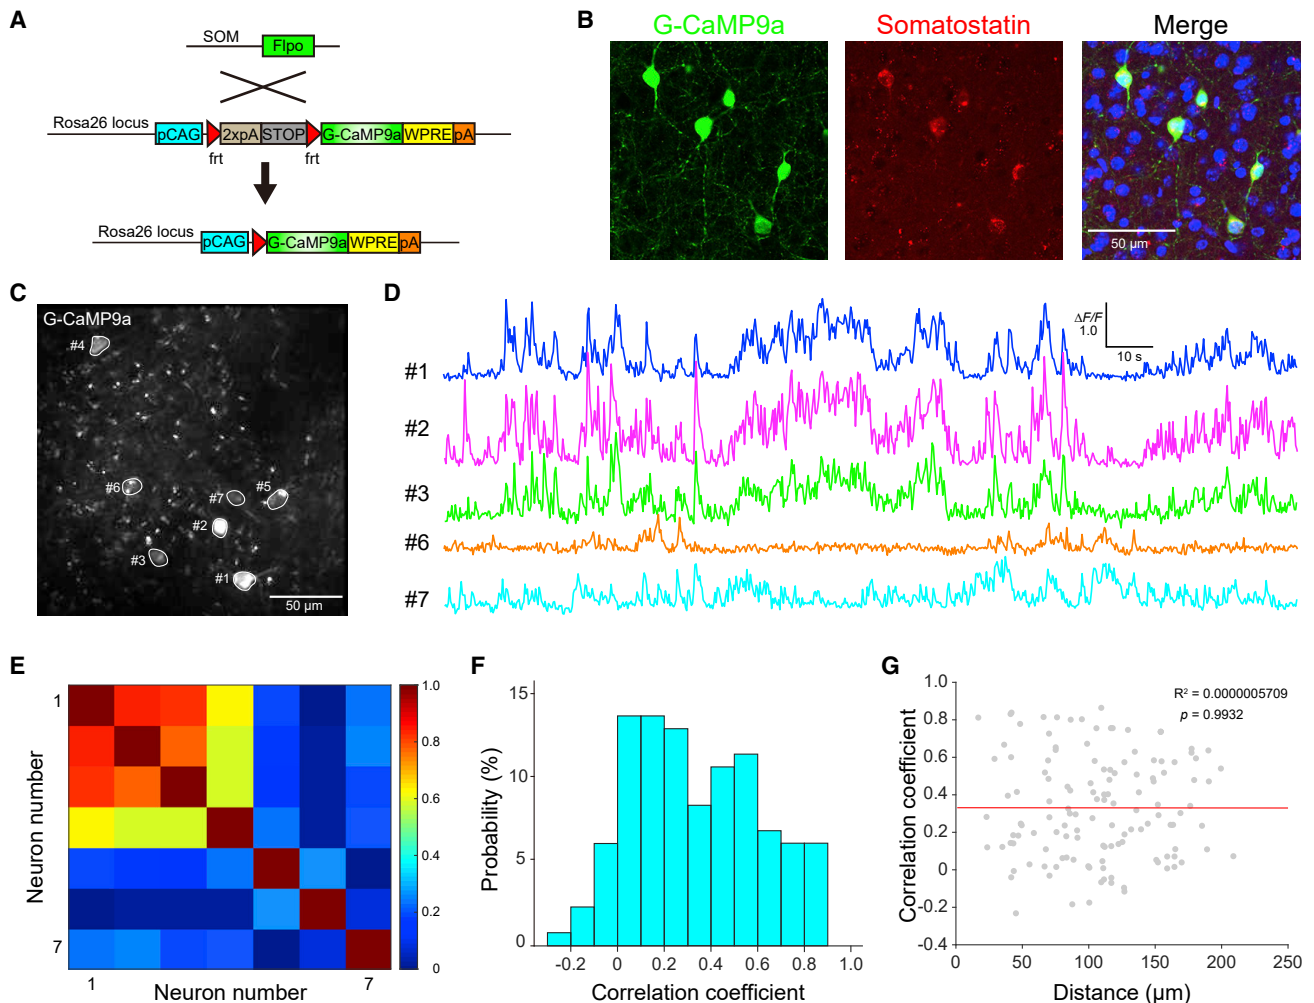 A
SOM
Flpo
Rosa26 locus
pCAG
2xpA
STOP
G-CaMP9a
WPRE
pA
frt
frt
Rosa26 locus
pCAG
G-CaMP9a
WPRE
pA
B
G-CaMP9a
Somatostatin
Merge
50 µm
C
G-CaMP9a
#4
#6
#7
#5
#2
#3
#1
50 µm
D
ΔF/F
1.0
10 s
#1
#2
#3
#6
#7
E
1
7
Neuron number
1
7
Neuron number
1.0
0.8
0.6
0.4
0.2
0
F
15
10
5
0
Probability (%)
-0.2
0
0.2
0.4
0.6
0.8
1.0
Correlation coefficient
G
1.0
0.8
0.6
0.4
0.2
0
-0.2
-0.4
Correlation coefficient
R² = 0.0000005709
p = 0.9932
0
50
100
150
200
250
Distance (µm)